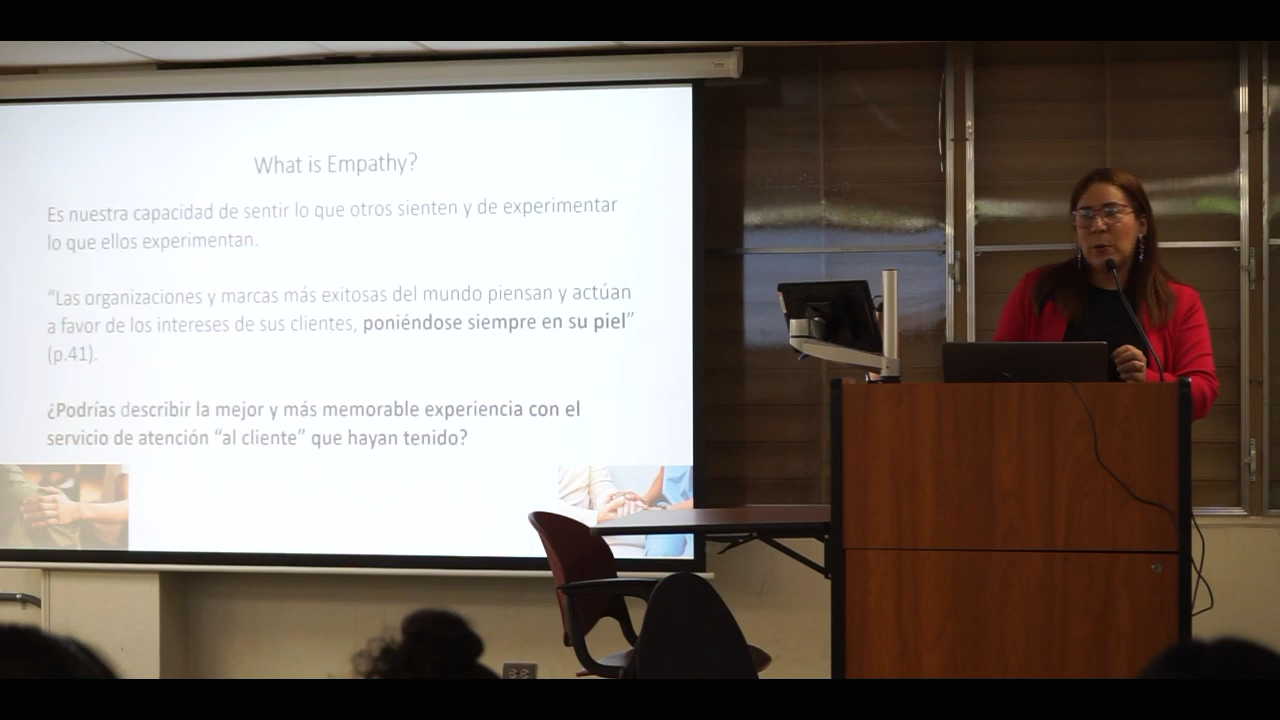 What is Empathy?
Es nuestra capacidad de sentir lo que otros sienten y de experimentar
lo que ellos experimentan.
“Las organizaciones y marcas más exitosas del mundo piensan y actúan
a favor de los intereses de sus clientes, poniéndose siempre en su piel”
(p.41).
¿Podrías describir la mejor y más memorable experiencia con el
servicio de atención “al cliente” que hayan tenido?